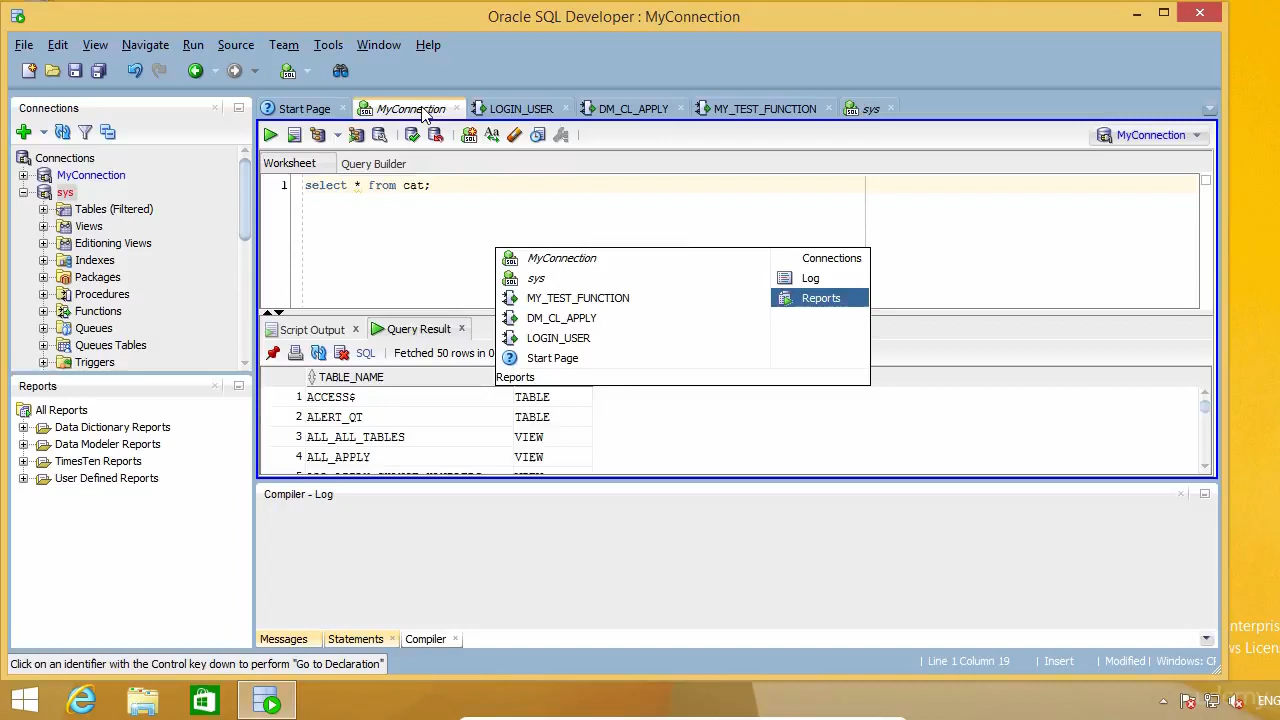 Oracle SQL Developer : MyConnection
File Edit View Navigate Run Source Team Tools Window Help
Connections
Start Page MyConnection LOGIN_USER DM_CL_APPLY MY_TEST_FUNCTION sys
MyConnection
Worksheet Query Builder
Connections
MyConnection
sys
Tables (Filtered)
Views
Editioning Views
Indexes
Packages
Procedures
Functions
Queues
Queues Tables
Triggers
1 select * from cat;
MyConnection
sys
MY_TEST_FUNCTION
DM_CL_APPLY
LOGIN_USER
Start Page
Connections
Log
Reports
Reports
Script Output Query Result
SQL Fetched 50 rows in 0
TABLE_NAME
1 ACCESS$ TABLE
2 ALERT_QT TABLE
3 ALL_ALL_TABLES VIEW
4 ALL_APPLY VIEW
Reports
All Reports
Data Dictionary Reports
Data Modeler Reports
TimesTen Reports
User Defined Reports
Compiler - Log
Messages Statements Compiler
Click on an identifier with the Control key down to perform "Go to Declaration"
Line 1 Column 19 Insert Modified Windows: CF
nterpris
vs Licen
ENG